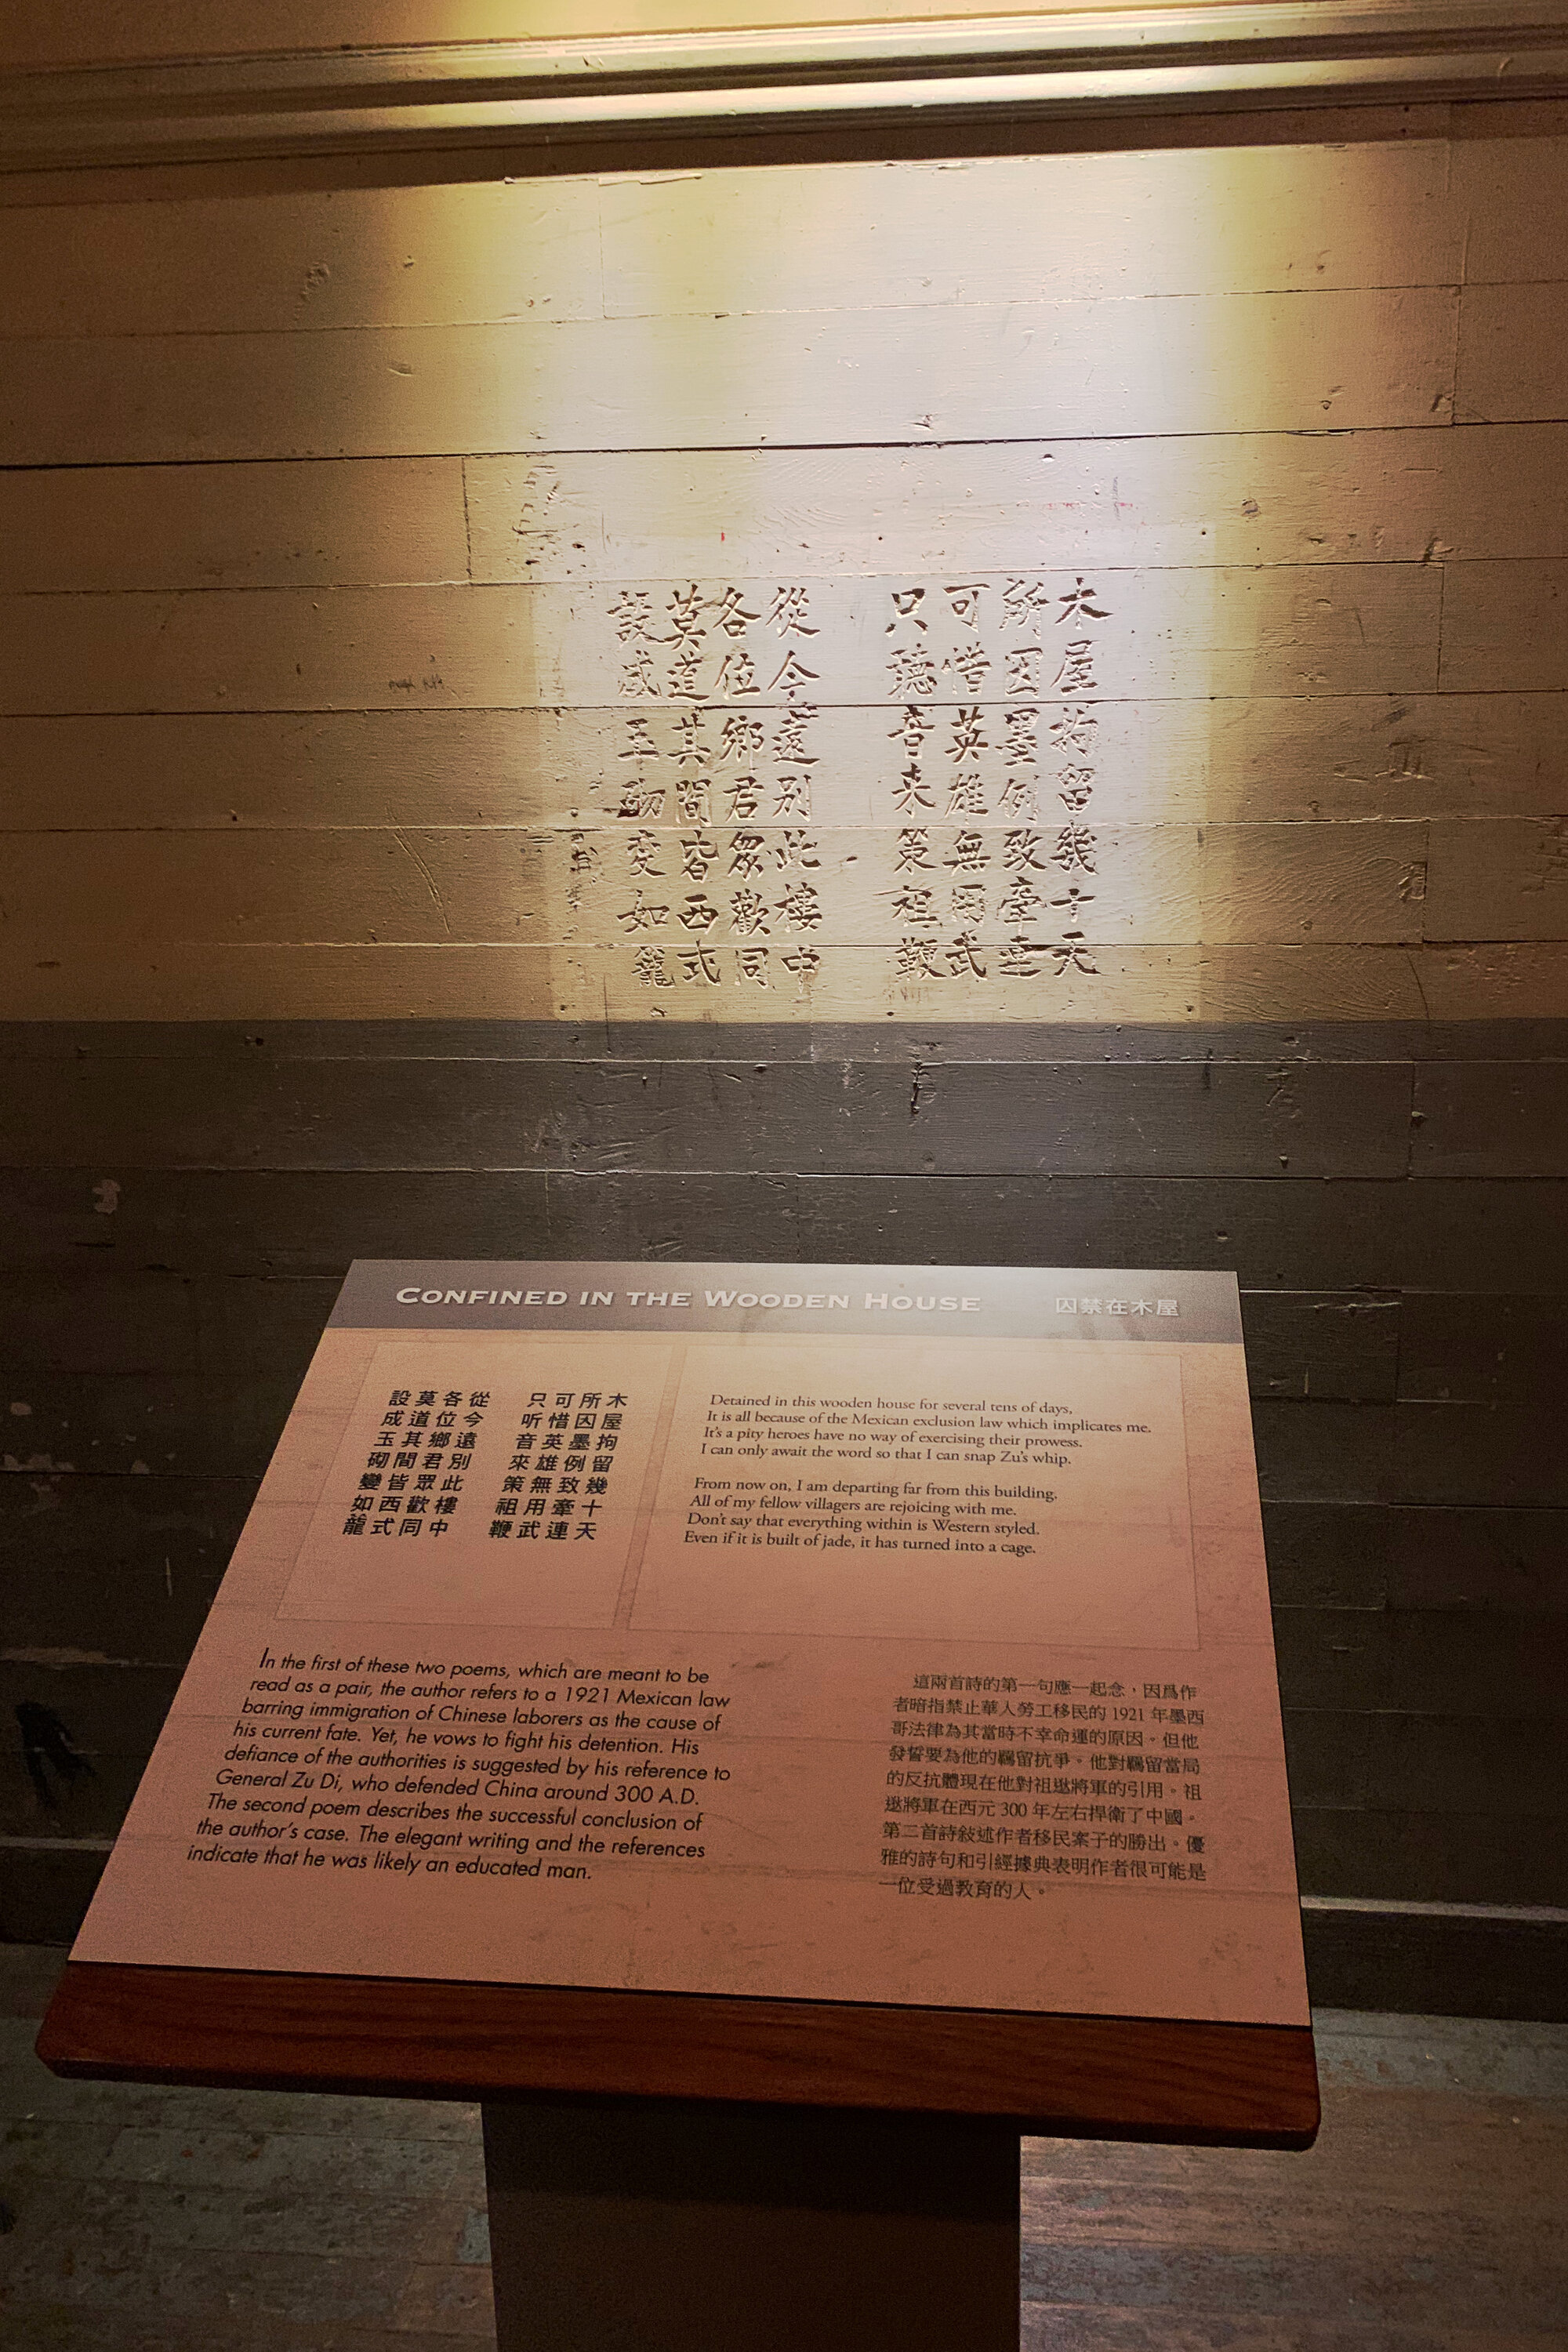 木屋拘留幾十天
所囚墨例致牽連
可惜英雄無用武
只聽音来策祖鞭
從今遠别此樓中
各位鄉君眾歡同
莫道其間皆西式
設成玉砌變如籠
CONFINED IN THE WOODEN HOUSE
囚禁在木屋
木屋拘留幾十天
所囚墨例致牽連
可惜英雄無用武
只听音來策祖鞭
從今遠別此樓中
各位鄉君眾歡同
莫道其間皆西式
設成玉砌變如籠
Detained in this wooden house for several tens of days,
It is all because of the Mexican exclusion law which implicates me.
It's a pity heroes have no way of exercising their prowess.
I can only await the word so that I can snap Zu's whip.
From now on, I am departing far from this building.
All of my fellow villagers are rejoicing with me.
Don't say that everything within is Western styled.
Even if it is built of jade, it has turned into a cage.
In the first of these two poems, which are meant to be
read as a pair, the author refers to a 1921 Mexican law
barring immigration of Chinese laborers as the cause of
his current fate. Yet, he vows to fight his detention. His
defiance of the authorities is suggested by his reference to
General Zu Di, who defended China around 300 A.D.
The second poem describes the successful conclusion of
the author's case. The elegant writing and the references
indicate that he was likely an educated man.
這兩首詩的第一句應一起念，因爲作
者暗指禁止華人勞工移民的 1921 年墨西
哥法律為其當時不幸命運的原因。但他
發誓要為他的羈留抗爭。他對羈留當局
的反抗體現在他對祖逖將軍的引用。祖
逖將軍在西元 300 年左右捍衛了中國。
第二首詩敍述作者移民案子的勝出。優
雅的詩句和引經據典表明作者很可能是
一位受過教育的人。